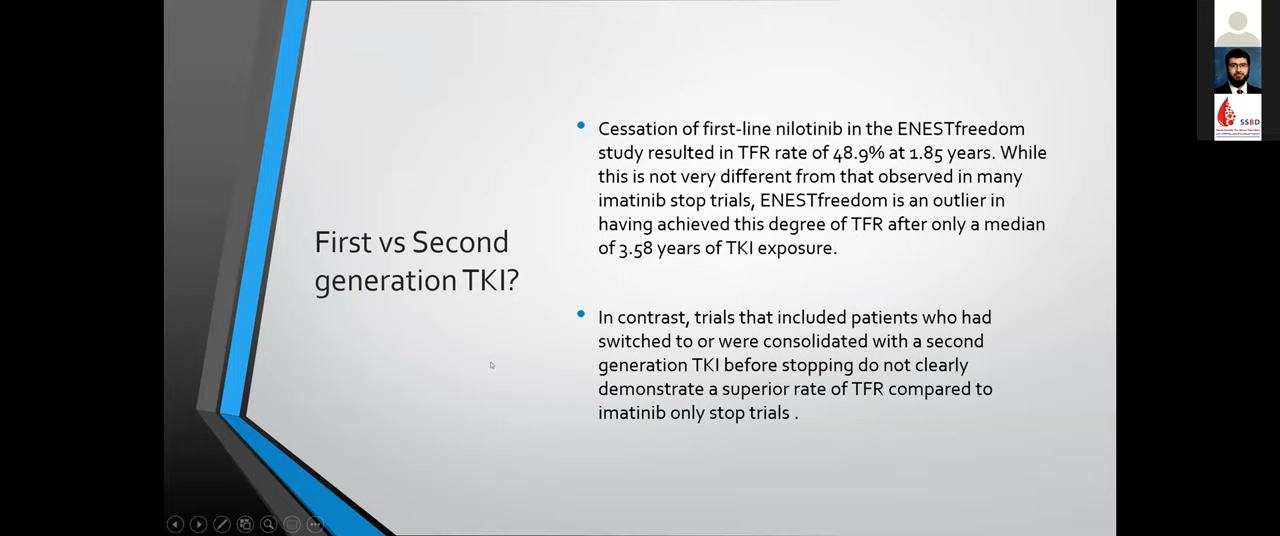 First vs Second
generation TKI?
Cessation of first-line nilotinib in the ENESTfreedom
study resulted in TFR rate of 48.9% at 1.85 years. While
this is not very different from that observed in many
imatinib stop trials, ENESTfreedom is an outlier in
having achieved this degree of TFR after only a median
of 3.58 years of TKI exposure.
In contrast, trials that included patients who had
switched to or were consolidated with a second
generation TKI before stopping do not clearly
demonstrate a superior rate of TFR compared to
imatinib only stop trials .
SSBD